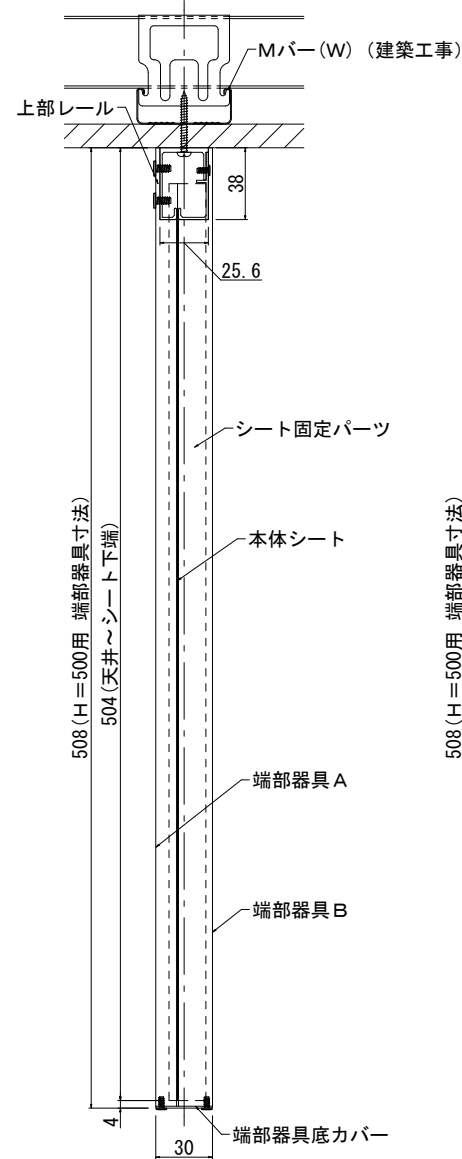 Mバー(W)（建築工事）
上部レール
38
25.6
シート固定パーツ
本体シート
508(H＝500用 端部器具寸法)
504(天井～シート下端)
508(H＝500用 端部器具寸法)
端部器具A
端部器具B
4
端部器具底カバー
30